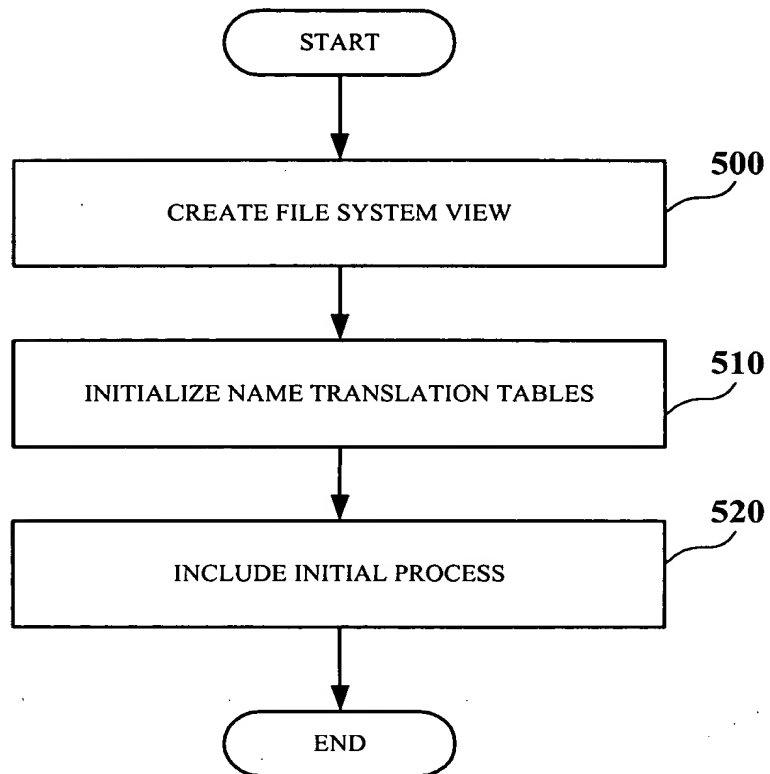 START
500
CREATE FILE SYSTEM VIEW
510
INITIALIZE NAME TRANSLATION TABLES
520
INCLUDE INITIAL PROCESS
END